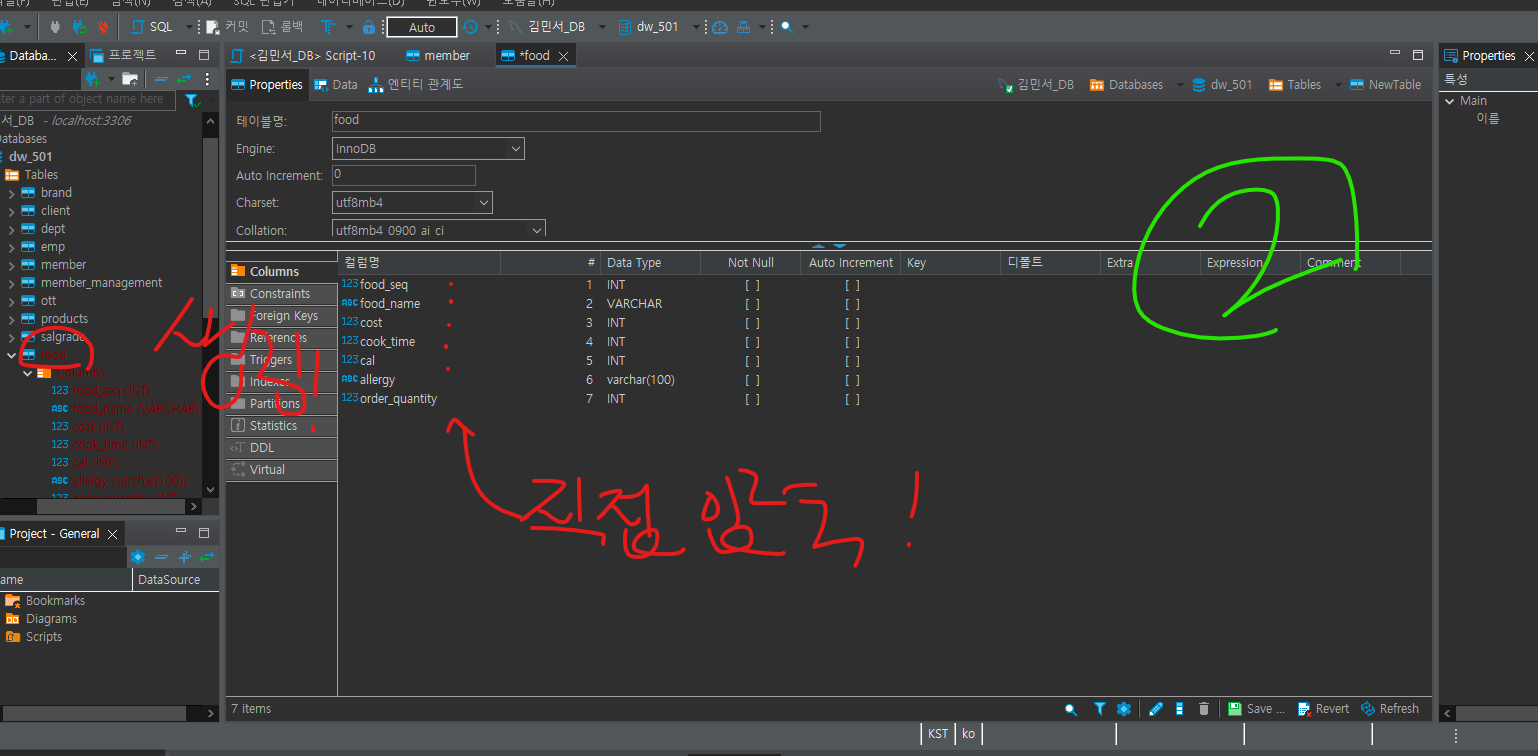 SQL 커밋 롤백 Auto 김민서_DB dw_501
Databa... 프로젝트
<김민서_DB> Script-10 member *food
Properties
Properties Data 엔티티 관계도
김민서_DB Databases dw_501 Tables NewTable
특성
Main
이름
ter a part of object name here
서_DB - localhost:3306
atabases
dw_501
Tables
brand
client
dept
emp
member
member_management
ott
products
salgrade
food
Columns
food_seq (INT)
food_name (VARCHAR)
cost (INT)
cook_time (INT)
cal (INT)
allergy (varchar(100))
테이블명: food
Engine: InnoDB
Auto Increment: 0
Charset: utf8mb4
Collation: utf8mb4_0900_ai_ci
Columns
Constraints
Foreign Keys
References
Triggers
Indexes
Partitions
Statistics
DDL
Virtual
컬럼명 # Data Type Not Null Auto Increment Key 디폴트 Extra Expression Comment
123 food_seq 1 INT [ ] [ ]
ABC food_name 2 VARCHAR [ ] [ ]
123 cost 3 INT [ ] [ ]
123 cook_time 4 INT [ ] [ ]
123 cal 5 INT [ ] [ ]
ABC allergy 6 varchar(100) [ ] [ ]
123 order_quantity 7 INT [ ] [ ]
2
직접 입력!
Project - General
ame DataSource
Bookmarks
Diagrams
Scripts
7 items
Save ... Revert Refresh
KST ko